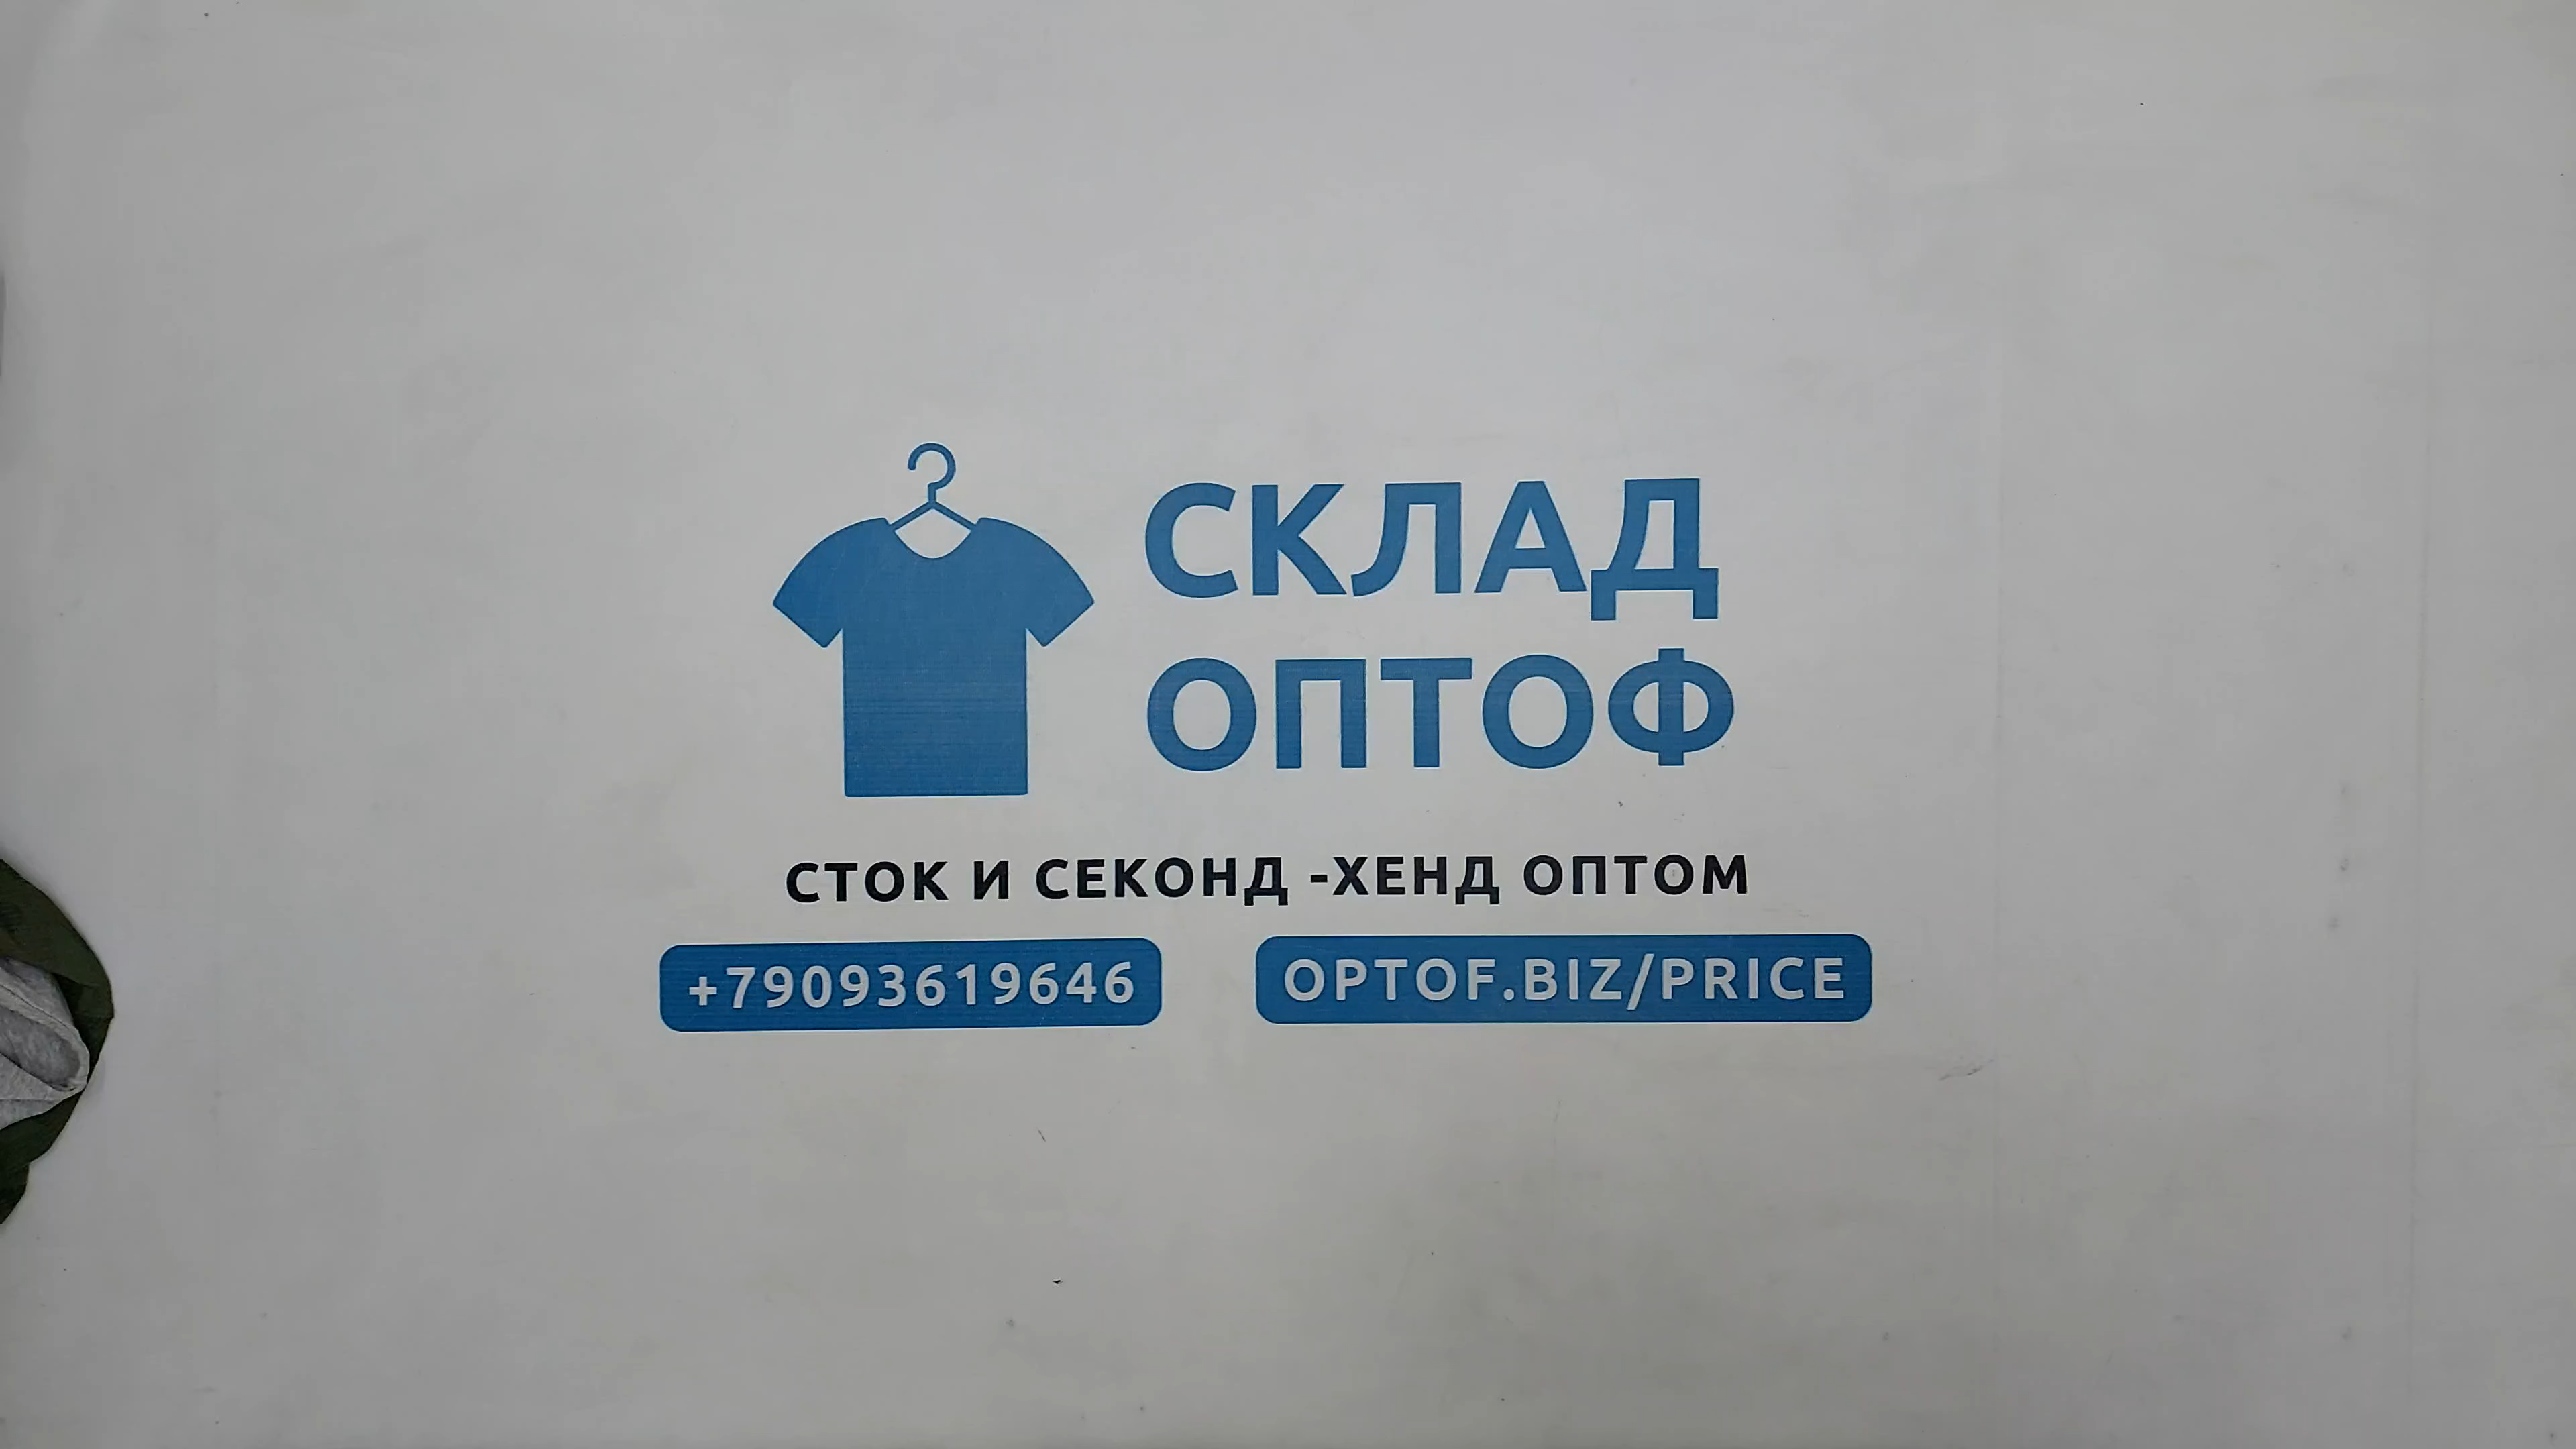 СКЛАД
ОПТОФ
СТОК И СЕКОНД -ХЕНД ОПТОМ
+79093619646
OPTOF.BIZ/PRICE